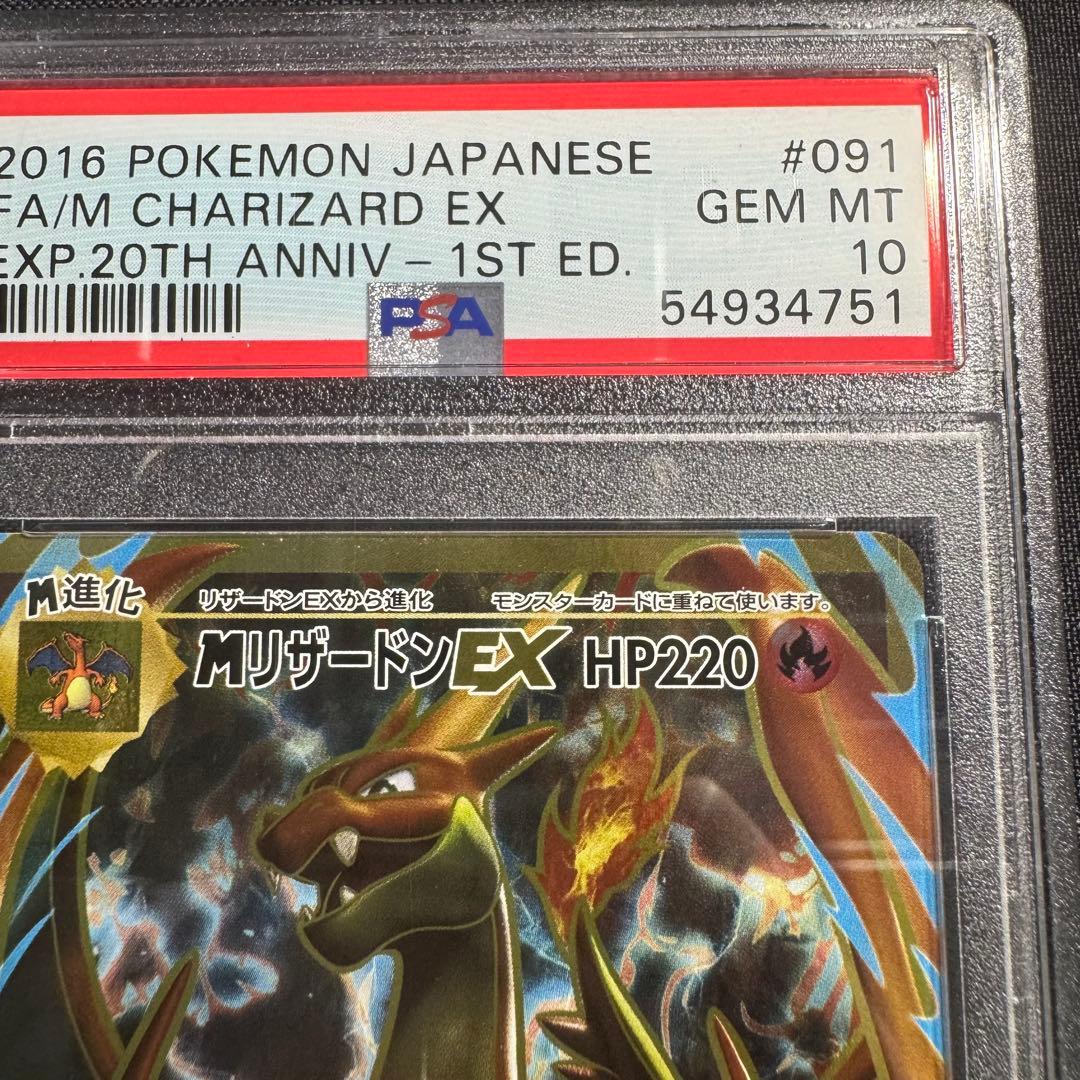 2016 POKEMON JAPANESE #091
FA/M CHARIZARD EX GEM MT
EXP.20TH ANNIV - 1ST ED. 10
PSA 54934751
M進化
リザードンEXから進化 モンスターカードに重ねて使います。
MリザードンEX HP220